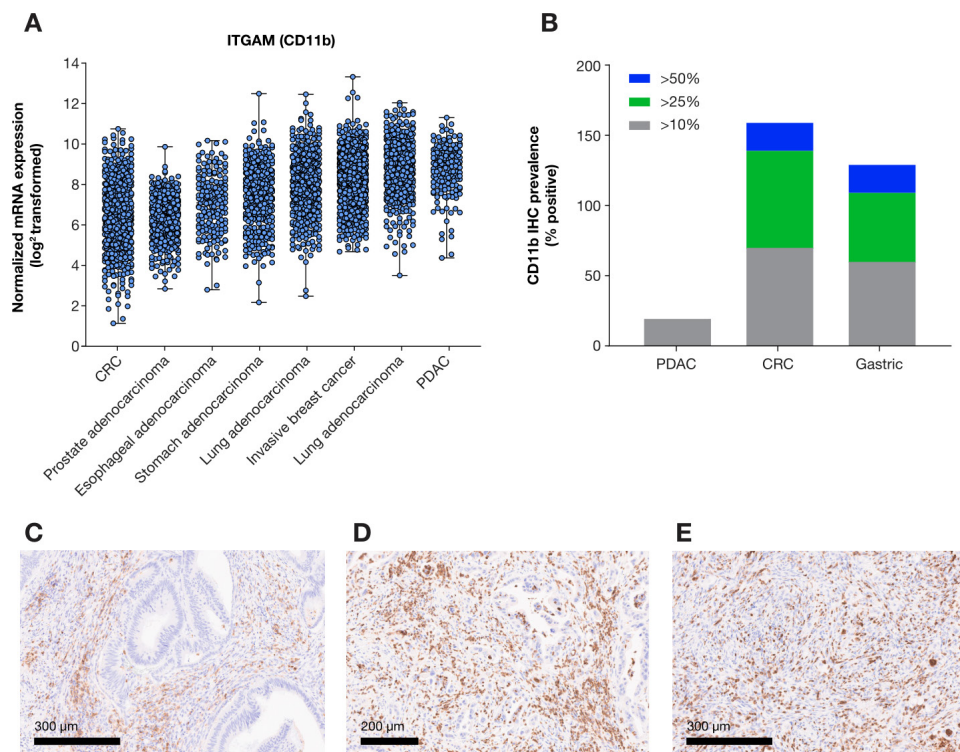 A
ITGAM (CD11b)
Normalized mRNA expression
(log² transformed)
14
12
10
8
6
4
2
0
CRC
Prostate adenocarcinoma
Esophageal adenocarcinoma
Stomach adenocarcinoma
Lung adenocarcinoma
Invasive breast cancer
Lung adenocarcinoma
PDAC
B
CD11b IHC prevalence
(% positive)
200
150
100
50
0
>50%
>25%
>10%
PDAC
CRC
Gastric
C
300 µm
D
200 µm
E
300 µm